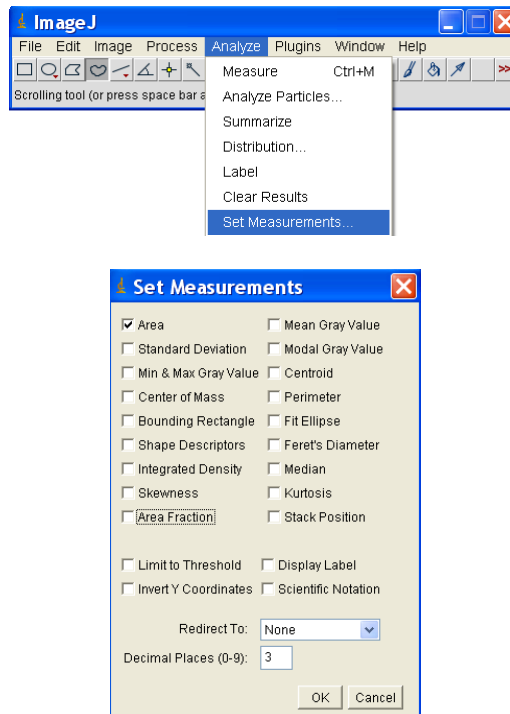 ImageJ
File Edit Image Process Analyze Plugins Window Help
>>
Scrolling tool (or press space bar a
Measure Ctrl+M
Analyze Particles...
Summarize
Distribution...
Label
Clear Results
Set Measurements...
Set Measurements
Area Mean Gray Value
Standard Deviation Modal Gray Value
Min & Max Gray Value Centroid
Center of Mass Perimeter
Bounding Rectangle Fit Ellipse
Shape Descriptors Feret's Diameter
Integrated Density Median
Skewness Kurtosis
Area Fraction Stack Position
Limit to Threshold Display Label
Invert Y Coordinates Scientific Notation
Redirect To: None
Decimal Places (0-9): 3
OK Cancel